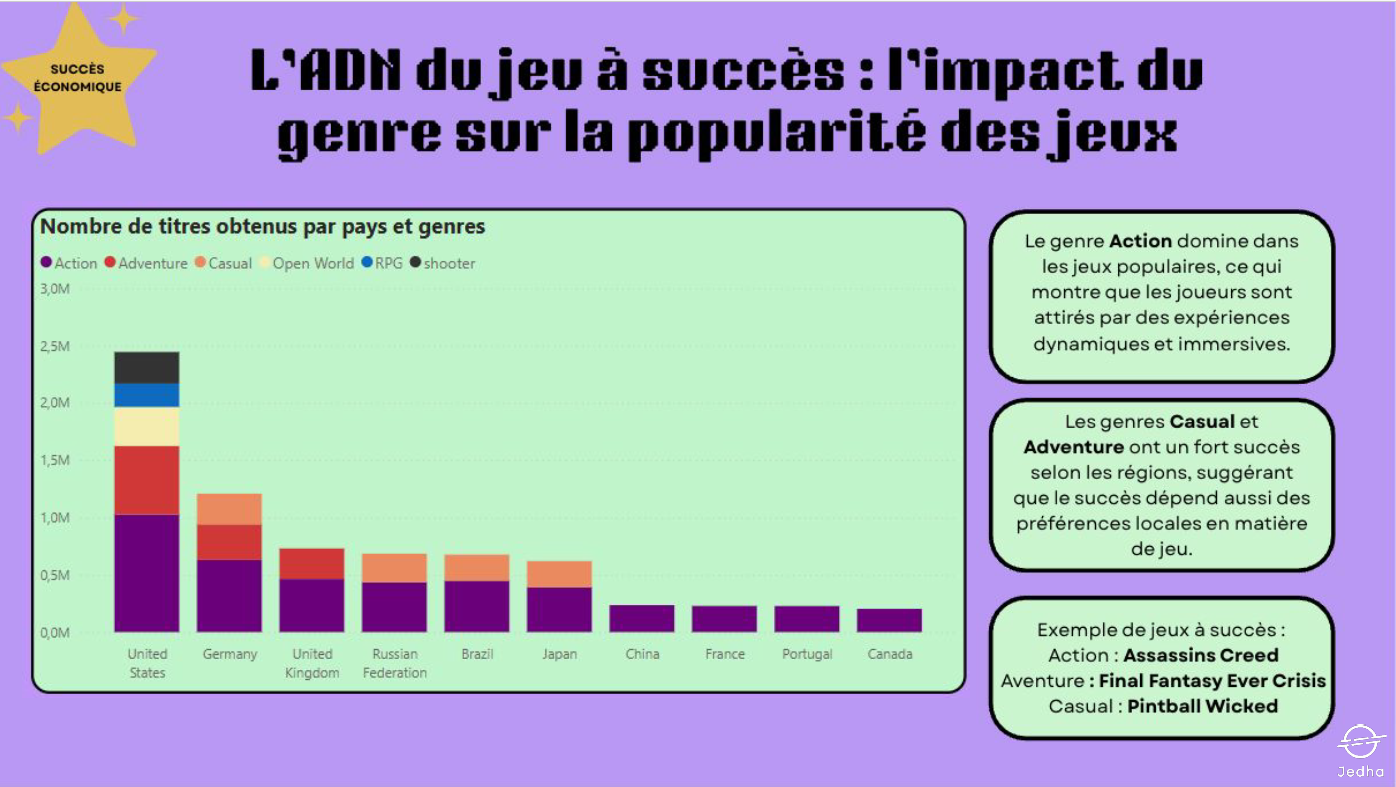 SUCCÈS
ÉCONOMIQUE
L'ADN du jeu à succès : l'impact du
genre sur la popularité des jeux
Nombre de titres obtenus par pays et genres
Action Adventure Casual Open World RPG shooter
3,0M
2,5M
2,0M
1,5M
1,0M
0,5M
0,0M
United States
Germany
United Kingdom
Russian Federation
Brazil
Japan
China
France
Portugal
Canada
Le genre Action domine dans
les jeux populaires, ce qui
montre que les joueurs sont
attirés par des expériences
dynamiques et immersives.
Les genres Casual et
Adventure ont un fort succès
selon les régions, suggérant
que le succès dépend aussi des
préférences locales en matière
de jeu.
Exemple de jeux à succès :
Action : Assassins Creed
Aventure : Final Fantasy Ever Crisis
Casual : Pintball Wicked
Jedha